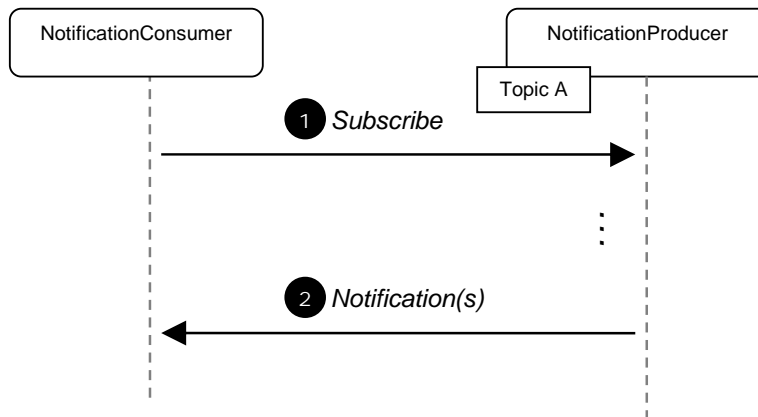 NotificationConsumer
NotificationProducer
Topic A
1 Subscribe
2 Notification(s)